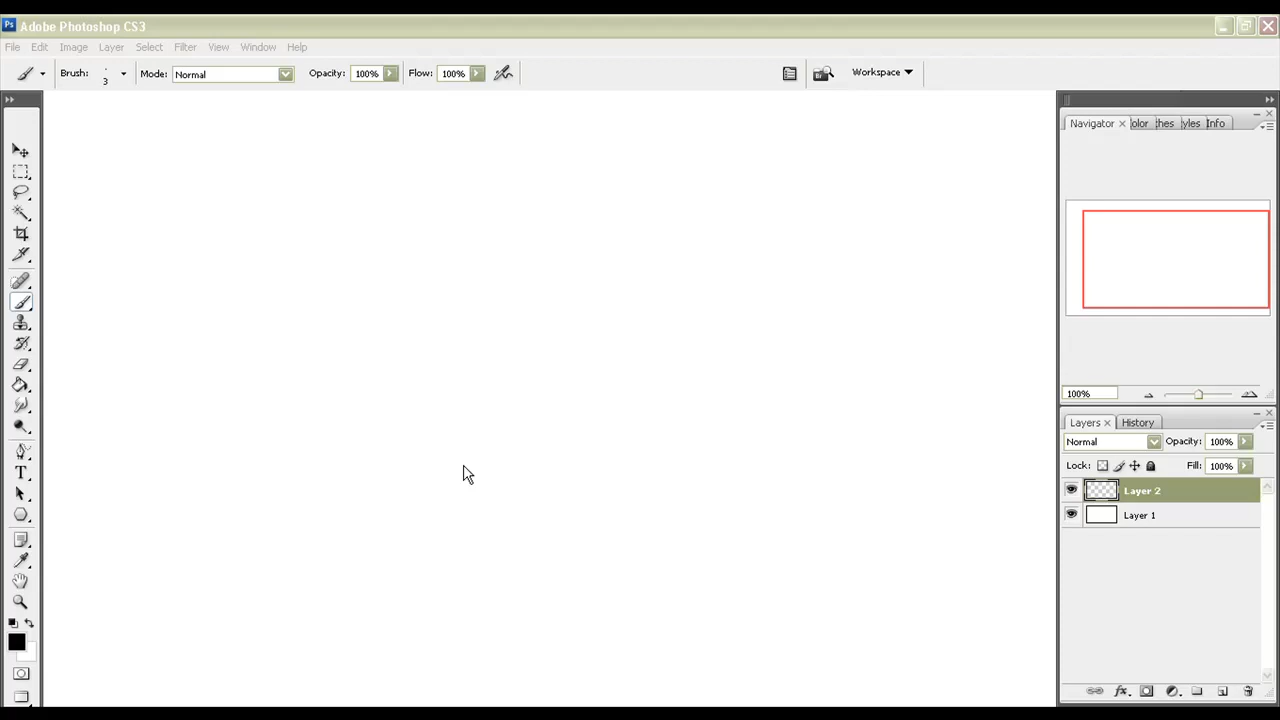 Ps Adobe Photoshop CS3
File Edit Image Layer Select Filter View Window Help
Brush: 3 Mode: Normal Opacity: 100% Flow: 100% Workspace
Navigator olor hes yles Info
100%
Layers History
Normal Opacity: 100%
Lock: Fill: 100%
Layer 2
Layer 1